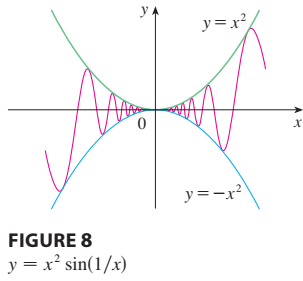 y
y = x²
0
x
y = −x²
FIGURE 8
y = x² sin(1/x)